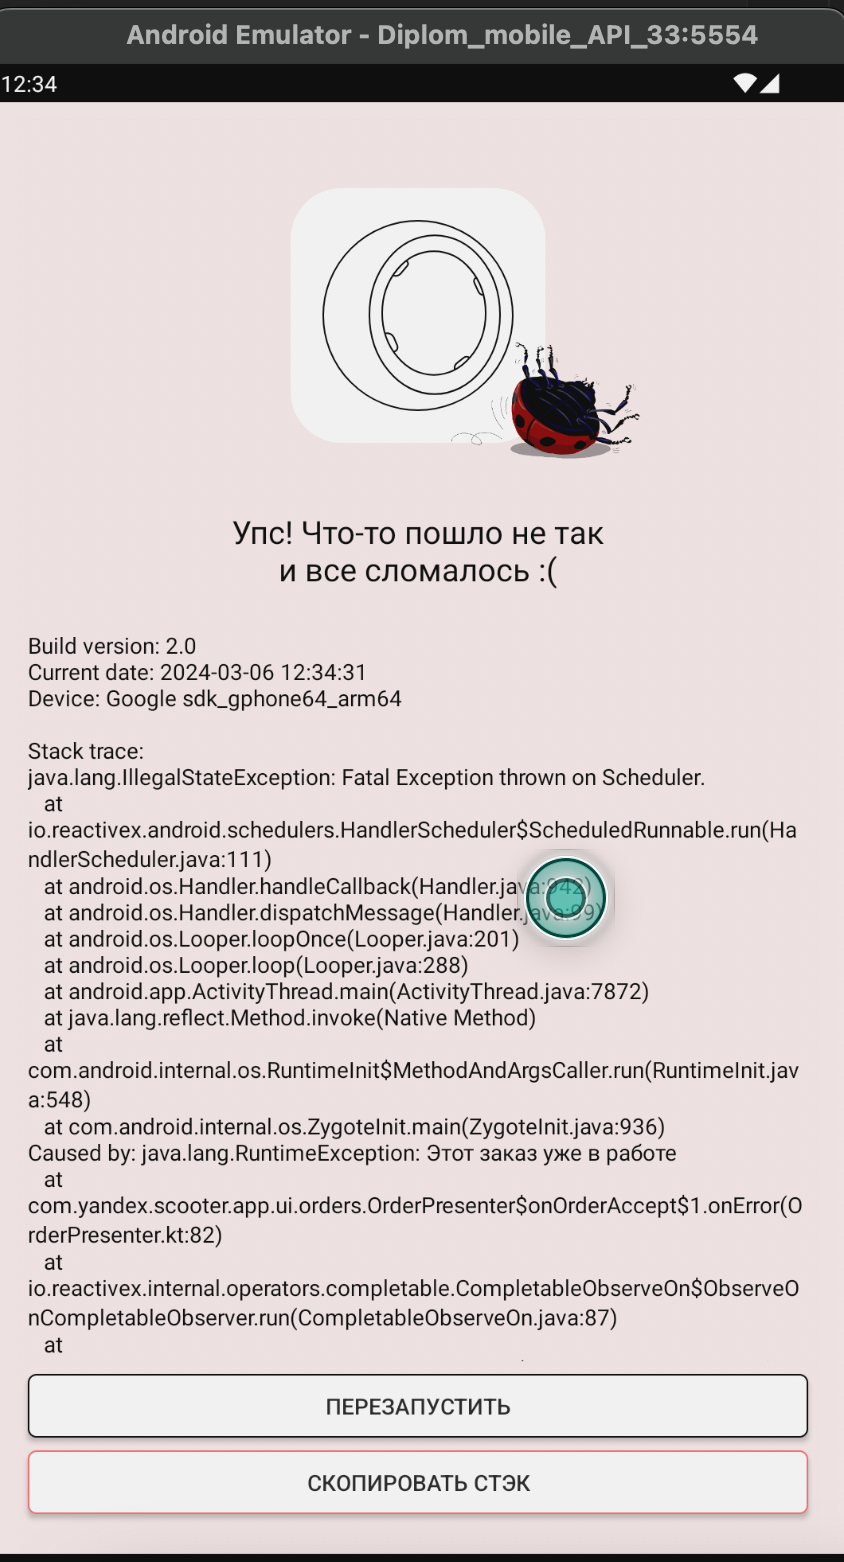 Android Emulator - Diplom_mobile_API_33:5554
12:34
Упс! Что-то пошло не так
и все сломалось :(
Build version: 2.0
Current date: 2024-03-06 12:34:31
Device: Google sdk_gphone64_arm64
Stack trace:
java.lang.IllegalStateException: Fatal Exception thrown on Scheduler.
at
io.reactivex.android.schedulers.HandlerScheduler$ScheduledRunnable.run(Ha
ndlerScheduler.java:111)
at android.os.Handler.handleCallback(Handler.java:942)
at android.os.Handler.dispatchMessage(Handler.java:99)
at android.os.Looper.loopOnce(Looper.java:201)
at android.os.Looper.loop(Looper.java:288)
at android.app.ActivityThread.main(ActivityThread.java:7872)
at java.lang.reflect.Method.invoke(Native Method)
at
com.android.internal.os.RuntimeInit$MethodAndArgsCaller.run(RuntimeInit.jav
a:548)
at com.android.internal.os.ZygoteInit.main(ZygoteInit.java:936)
Caused by: java.lang.RuntimeException: Этот заказ уже в работе
at
com.yandex.scooter.app.ui.orders.OrderPresenter$onOrderAccept$1.onError(O
rderPresenter.kt:82)
at
io.reactivex.internal.operators.completable.CompletableObserveOn$ObserveO
nCompletableObserver.run(CompletableObserveOn.java:87)
at
ПЕРЕЗАПУСТИТЬ
СКОПИРОВАТЬ СТЭК